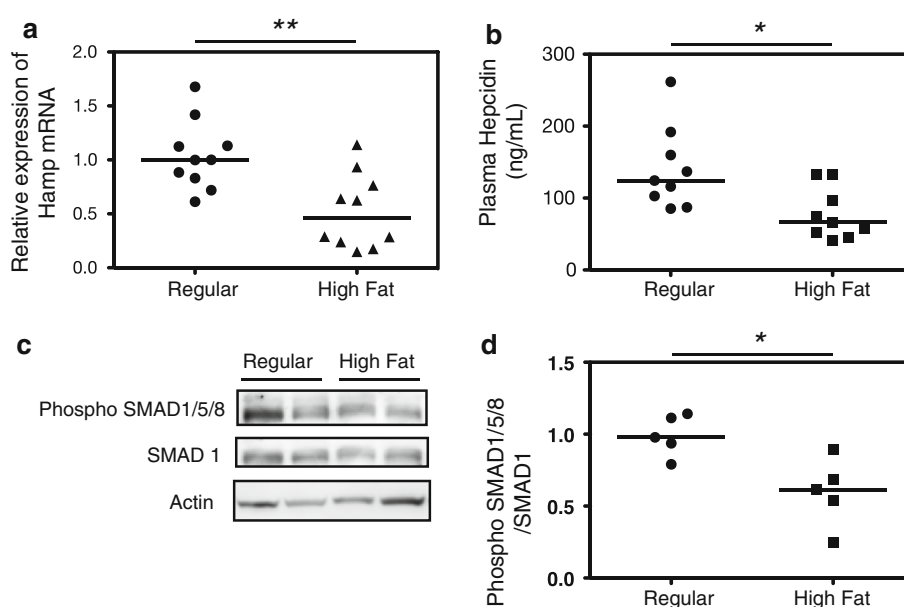 a
**
Relative expression of
Hamp mRNA
2.0
1.5
1.0
0.5
0.0
Regular High Fat
b
*
Plasma Hepcidin
(ng/mL)
300
200
100
0
Regular High Fat
c
Regular High Fat
Phospho SMAD1/5/8
SMAD 1
Actin
d
*
Phospho SMAD1/5/8
/SMAD1
1.5
1.0
0.5
0.0
Regular High Fat